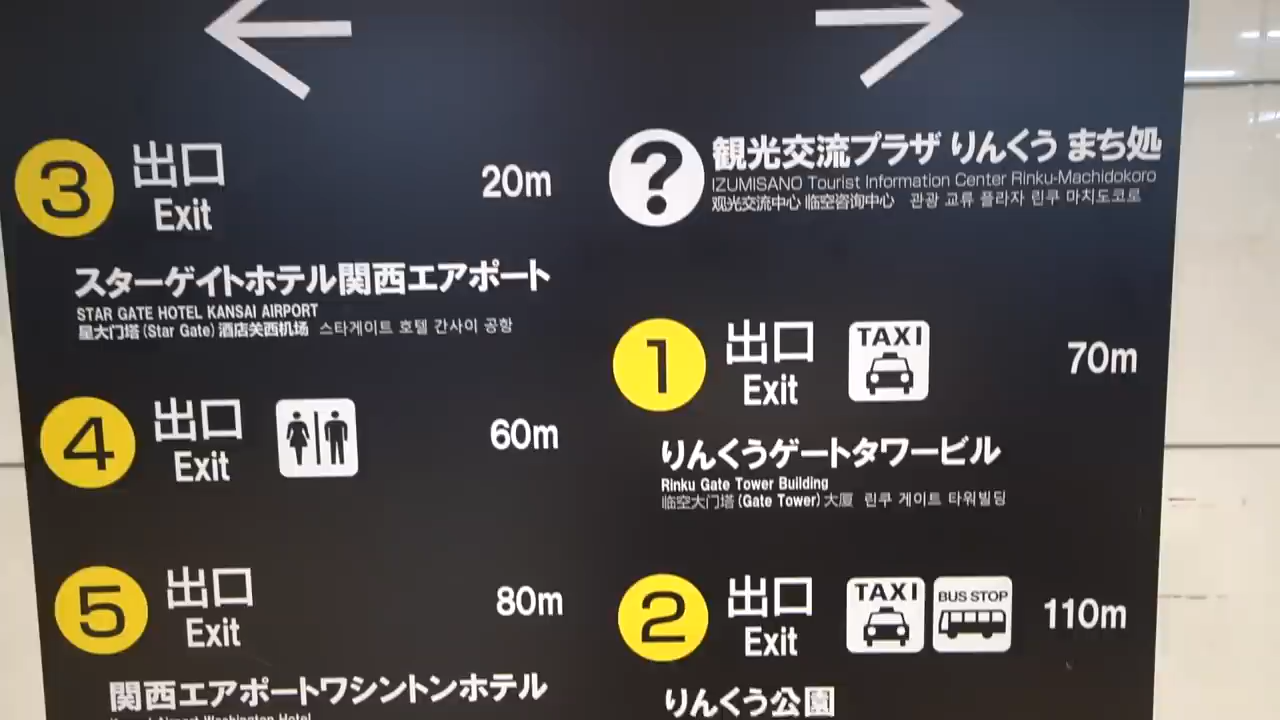 3 出口 20m
Exit
スターゲイトホテル関西エアポート
STAR GATE HOTEL KANSAI AIRPORT
星大门塔(Star Gate)酒店关西机场 스타게이트 호텔 간사이 공항
4 出口 60m
Exit
5 出口 80m
Exit
関西エアポートワシントンホテル
? 観光交流プラザ りんくう まち処
IZUMISANO Tourist Information Center Rinku-Machidokoro
观光交流中心 临空咨询中心 관광 교류 플라자 린쿠 마치도코로
1 出口 TAXI 70m
Exit
りんくうゲートタワービル
Rinku Gate Tower Building
临空大门塔(Gate Tower)大厦 린쿠 게이트 타워빌딩
2 出口 TAXI BUS STOP 110m
Exit
りんくう公園